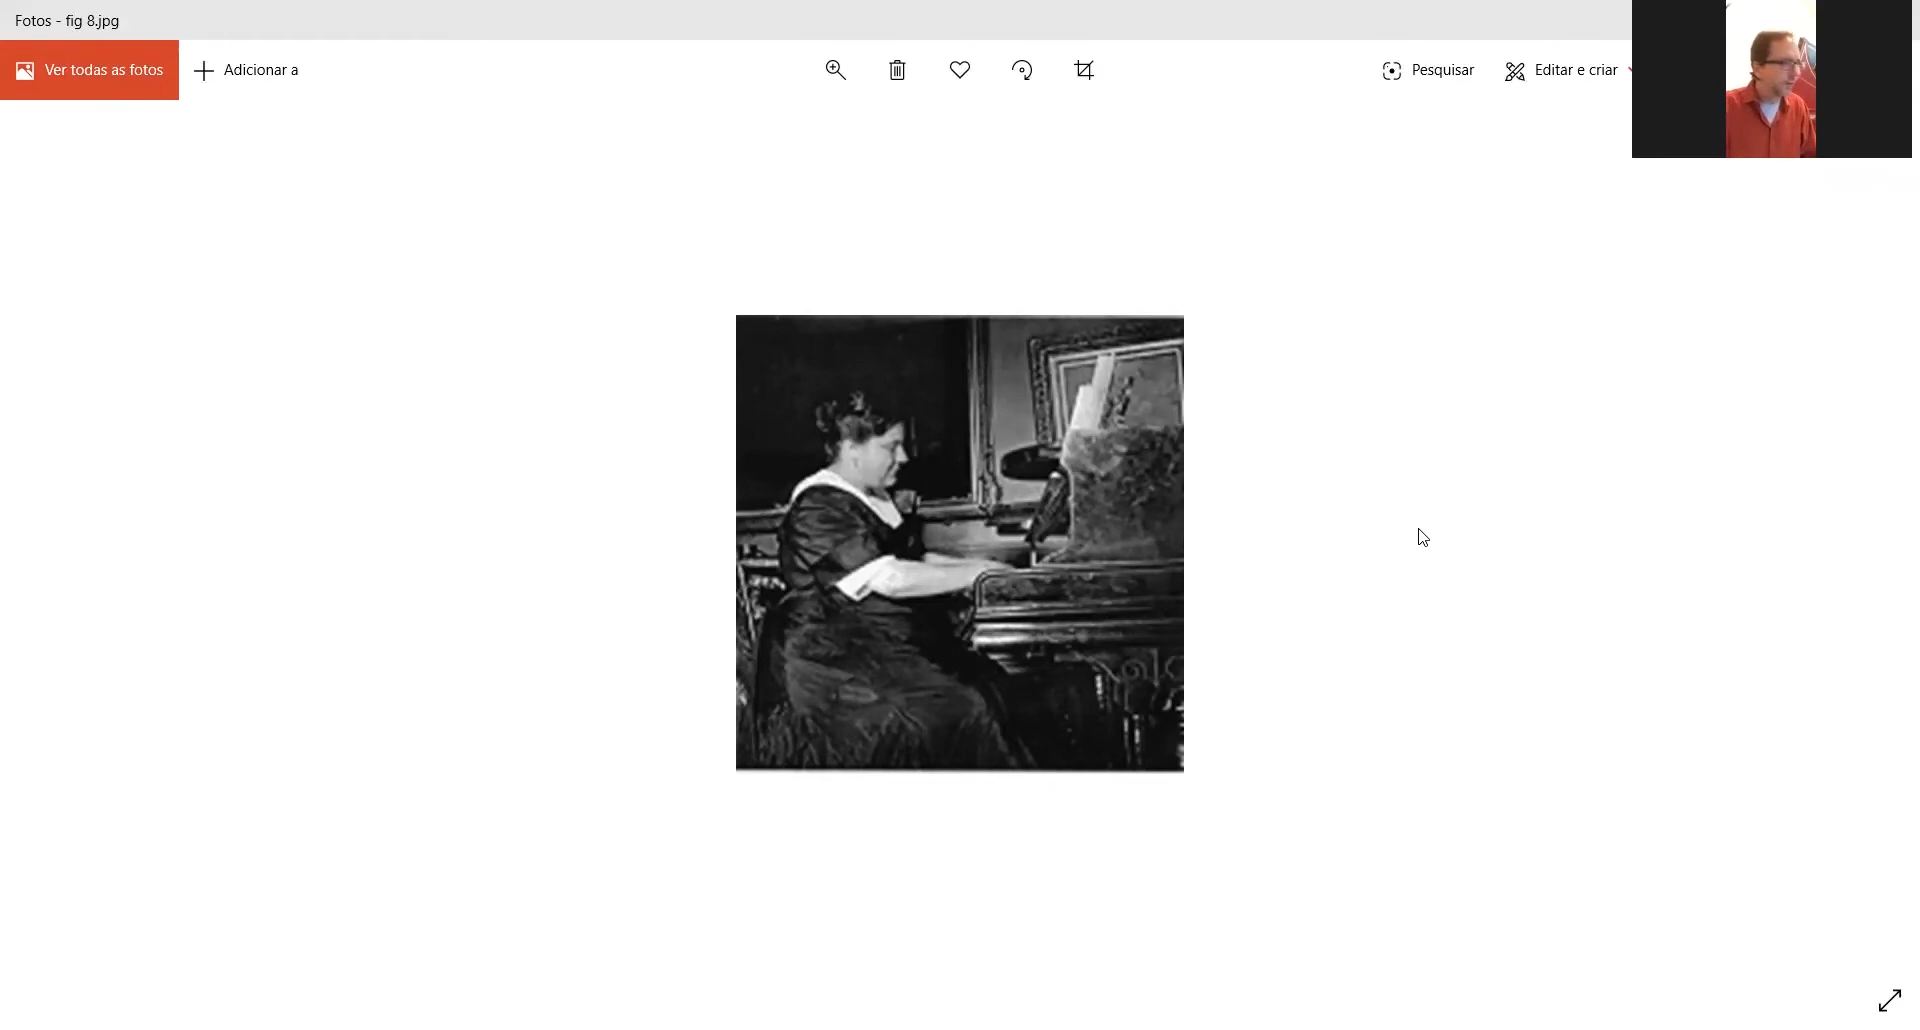 Fotos - fig 8.jpg
Ver todas as fotos
Adicionar a
Pesquisar
Editar e criar